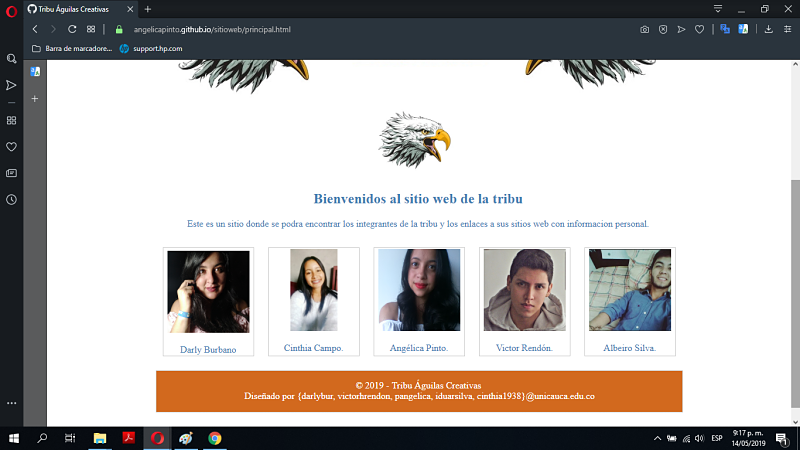 Tribu Águilas Creativas
angelicapinto.github.io/sitioweb/principal.html
Barra de marcadore...
support.hp.com
Bienvenidos al sitio web de la tribu
Este es un sitio donde se podra encontrar los integrantes de la tribu y los enlaces a sus sitios web con informacion personal.
Darly Burbano
Cinthia Campo.
Angélica Pinto.
Victor Rendón.
Albeiro Silva.
© 2019 - Tribu Águilas Creativas
Diseñado por {darlybur, victorhrendon, pangelica, iduarsilva, cinthia1938}@unicauca.edu.co
ESP
9:17 p. m.
14/05/2019
1